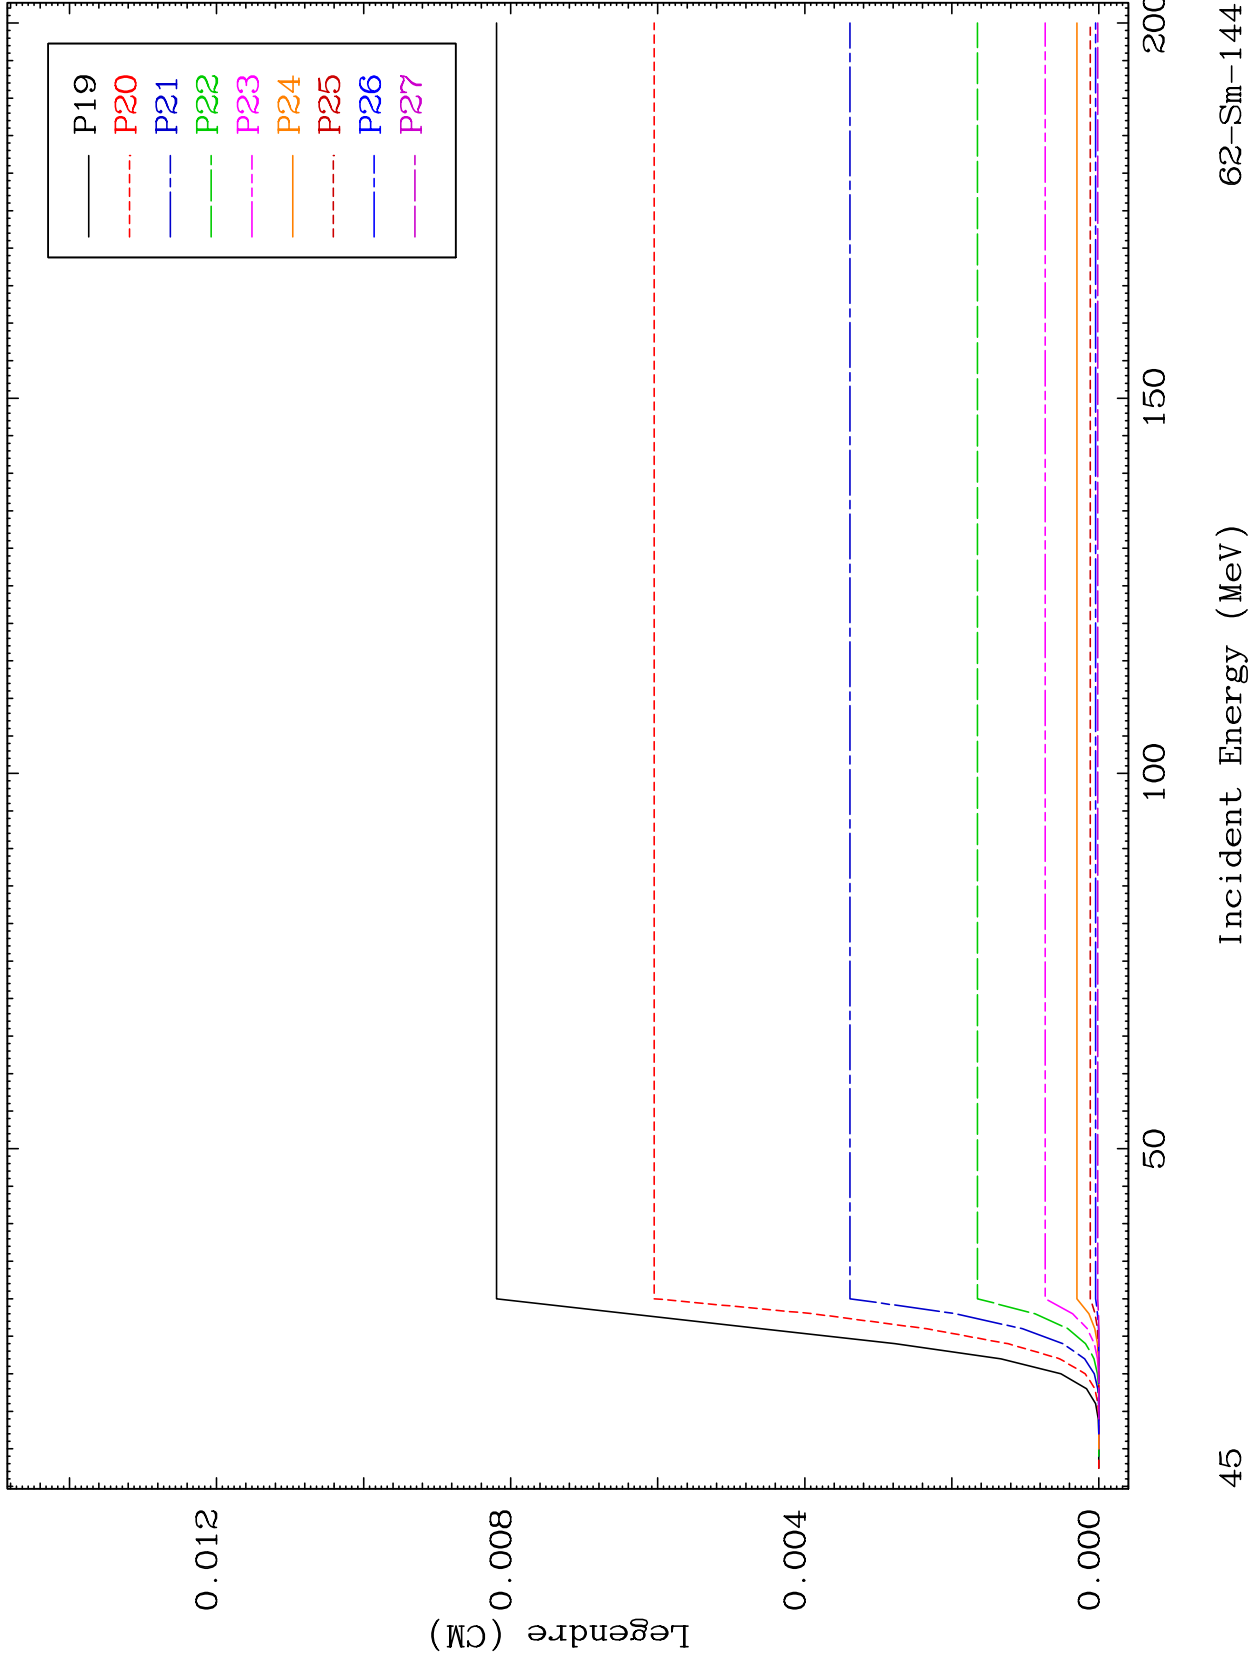 P19
P20
P21
P22
P23
P24
P25
P26
P27
0.012
0.008
0.004
0.000
Legendre (CM)
50
100
150
200
Incident Energy (MeV)
45
62-Sm-144